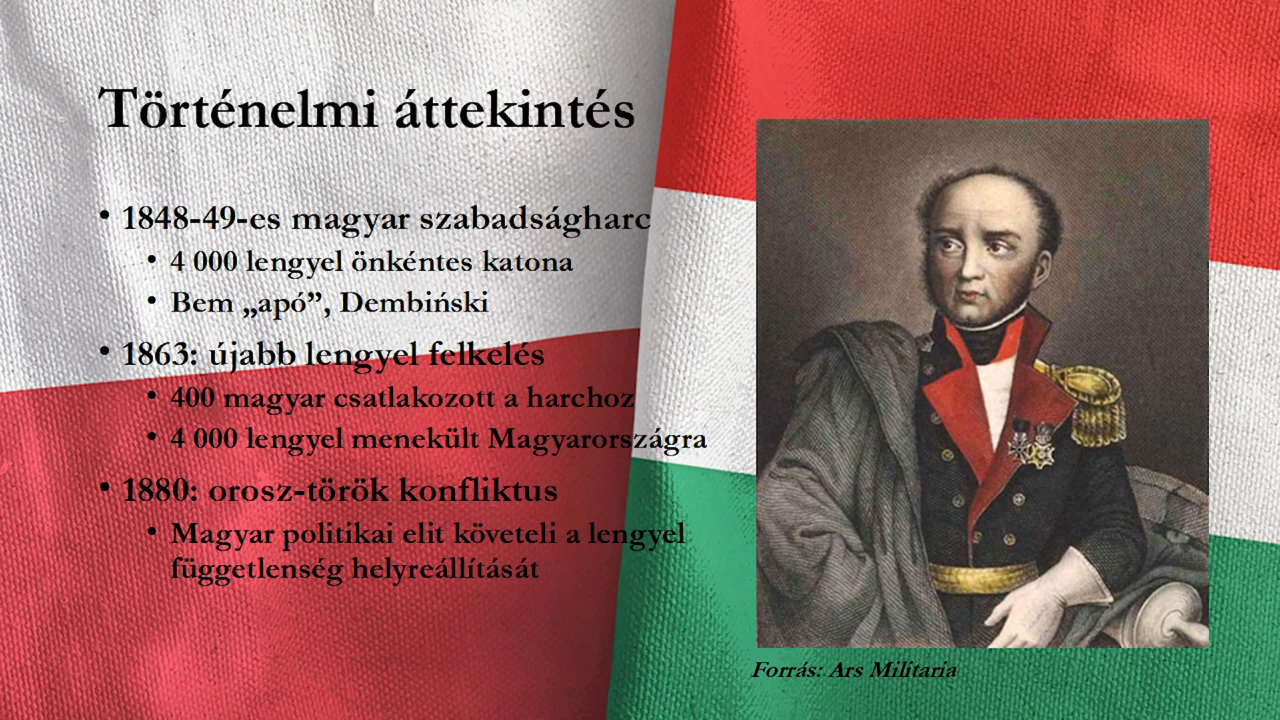 Történelmi áttekintés
• 1848-49-es magyar szabadságharc
• 4 000 lengyel önkéntes katona
• Bem „apó”, Dembiński
• 1863: újabb lengyel felkelés
• 400 magyar csatlakozott a harchoz
• 4 000 lengyel menekült Magyarországra
• 1880: orosz-török konfliktus
• Magyar politikai elit követeli a lengyel
függetlenség helyreállítását
Forrás: Ars Militaria